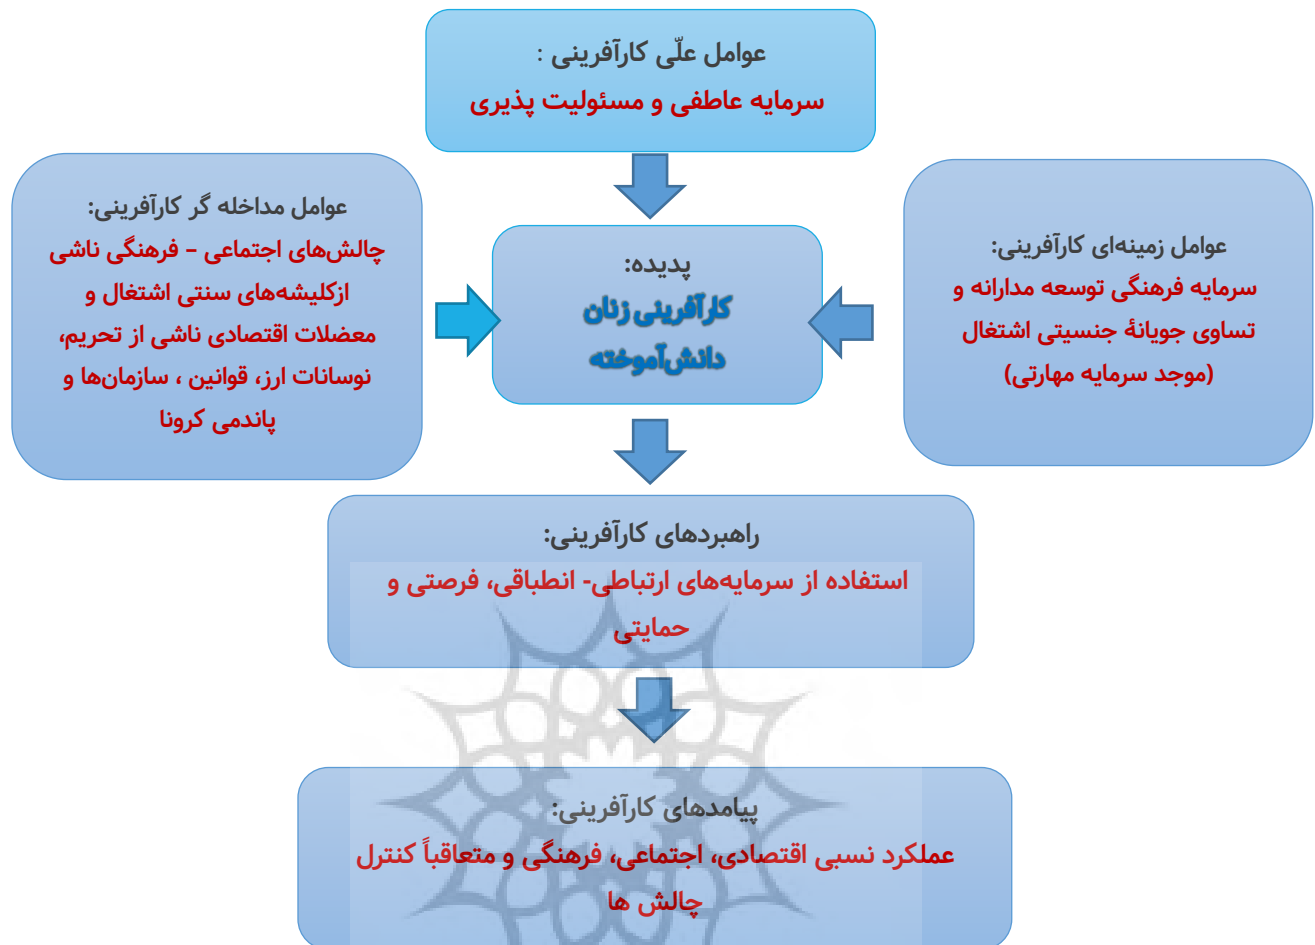 عوامل علّی کارآفرینی :
سرمایه عاطفی و مسئولیت پذیری
عوامل زمینه‌ای کارآفرینی:
سرمایه فرهنگی توسعه مدارانه و
تساوی جویانهٔ جنسیتی اشتغال
(موجد سرمایه مهارتی)
پدیده:
کارآفرینی زنان
دانش‌آموخته
عوامل مداخله گر کارآفرینی:
چالش‌های اجتماعی – فرهنگی ناشی
ازکلیشه‌های سنتی اشتغال و
معضلات اقتصادی ناشی از تحریم،
نوسانات ارز، قوانین ، سازمان‌ها و
پاندمی کرونا
راهبردهای کارآفرینی:
استفاده از سرمایه‌های ارتباطی- انطباقی، فرصتی و
حمایتی
پیامدهای کارآفرینی:
عملکرد نسبی اقتصادی، اجتماعی، فرهنگی و متعاقباً کنترل
چالش ها